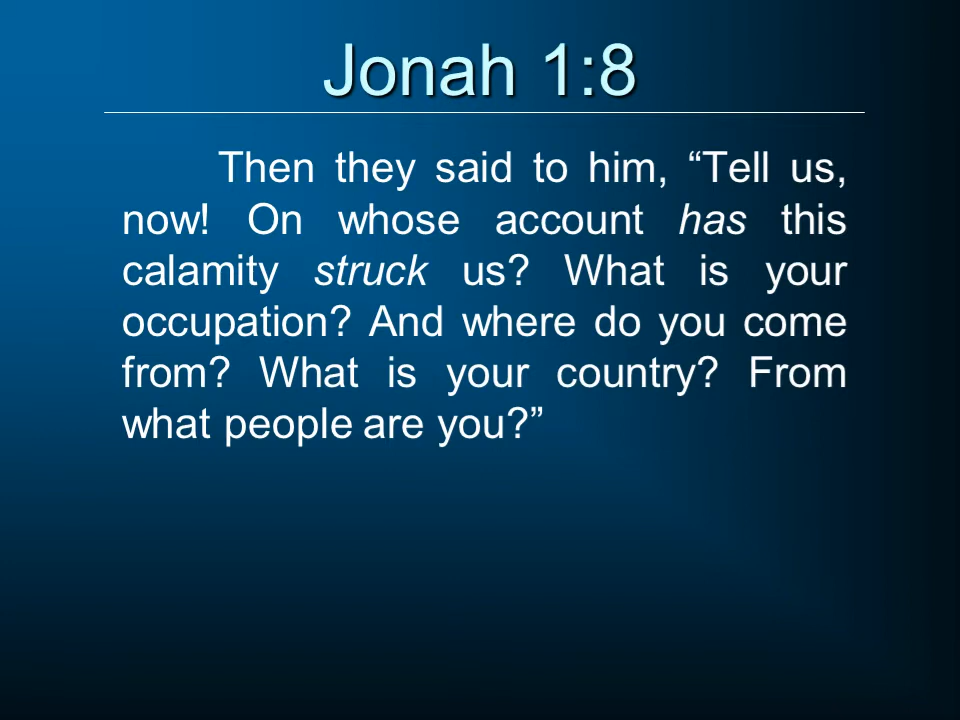 Jonah 1:8
Then they said to him, “Tell us,
now! On whose account has this
calamity struck us? What is your
occupation? And where do you come
from? What is your country? From
what people are you?”